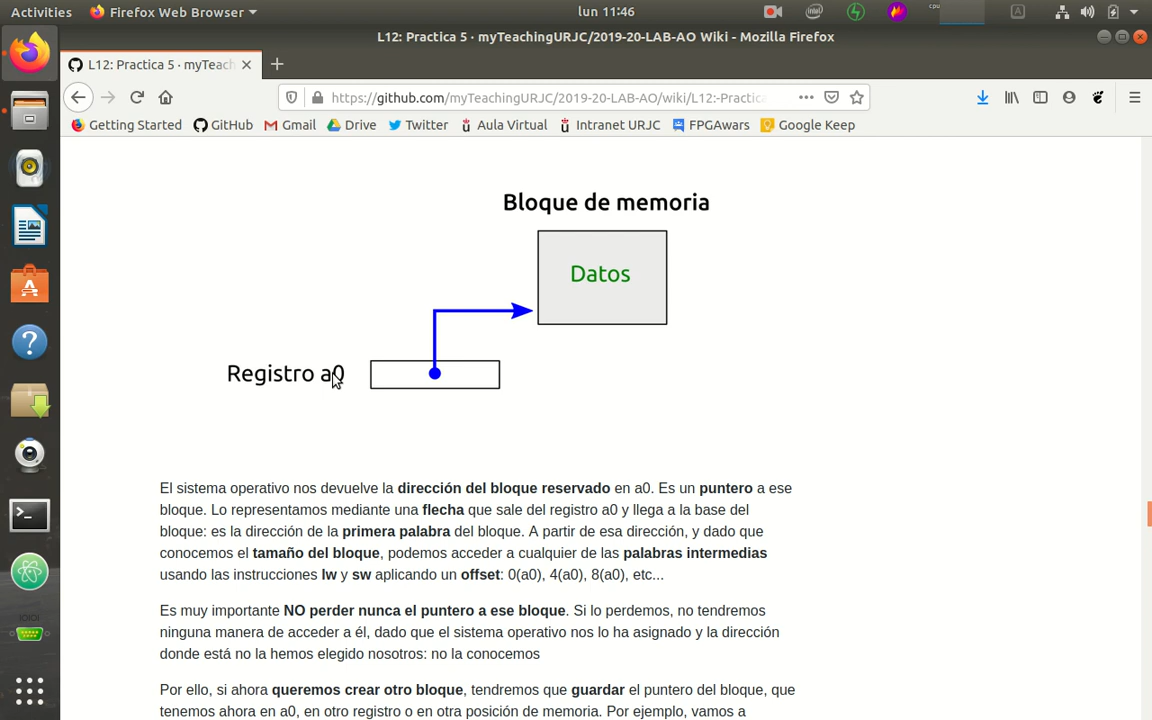 Activities Firefox Web Browser lun 11:46
L12: Practica 5 · myTeachingURJC/2019-20-LAB-AO Wiki - Mozilla Firefox
L12: Practica 5 · myTeach
https://github.com/myTeachingURJC/2019-20-LAB-AO/wiki/L12:-Practica
Getting Started GitHub Gmail Drive Twitter Aula Virtual Intranet URJC FPGAwars Google Keep
Bloque de memoria
Datos
Registro a0
El sistema operativo nos devuelve la dirección del bloque reservado en a0. Es un puntero a ese
bloque. Lo representamos mediante una flecha que sale del registro a0 y llega a la base del
bloque: es la dirección de la primera palabra del bloque. A partir de esa dirección, y dado que
conocemos el tamaño del bloque, podemos acceder a cualquier de las palabras intermedias
usando las instrucciones lw y sw aplicando un offset: 0(a0), 4(a0), 8(a0), etc...
Es muy importante NO perder nunca el puntero a ese bloque. Si lo perdemos, no tendremos
ninguna manera de acceder a él, dado que el sistema operativo nos lo ha asignado y la dirección
donde está no la hemos elegido nosotros: no la conocemos
Por ello, si ahora queremos crear otro bloque, tendremos que guardar el puntero del bloque, que
tenemos ahora en a0, en otro registro o en otra posición de memoria. Por ejemplo, vamos a